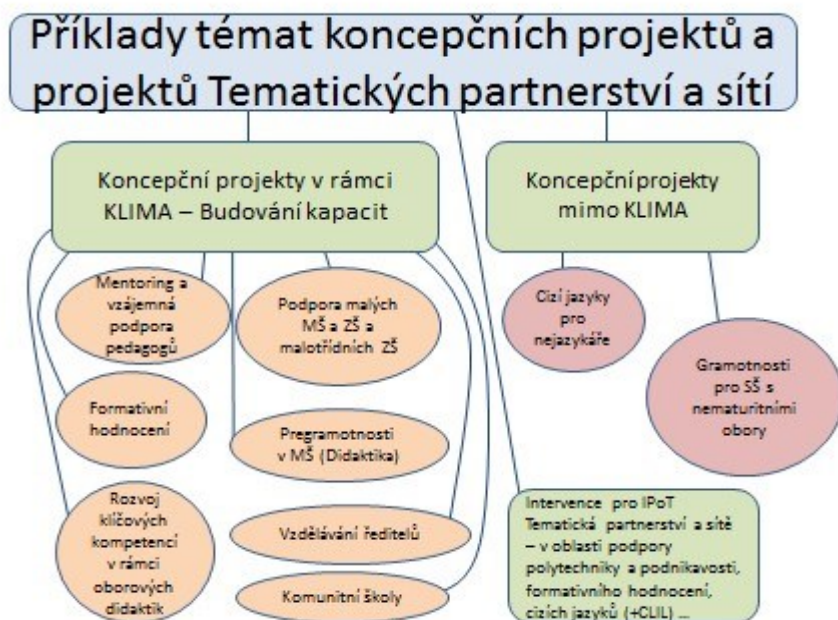 Příklady témat koncepčních projektů a
projektů Tematických partnerství a sítí
Koncepční projekty v rámci
KLIMA – Budování kapacit
Koncepční projekty
mimo KLIMA
Mentoring a
vzájemná
podpora
pedagogů
Podpora malých
MŠ a ZŠ a
malotřídních ZŠ
Cizí jazyky
pro
nejazykáře
Gramotnosti
pro SŠ s
nematuritními
obory
Formativní
hodnocení
Pregramotnosti
v MŠ (Didaktika)
Rozvoj
klíčových
kompetencí
v rámci
oborových
didaktik
Vzdělávání ředitelů
Komunitní školy
Intervence pro IPoT
Tematická partnerství a sítě
– v oblasti podpory
polytechniky a podnikavosti,
formativního hodnocení,
cizích jazyků (+CLIL) ...